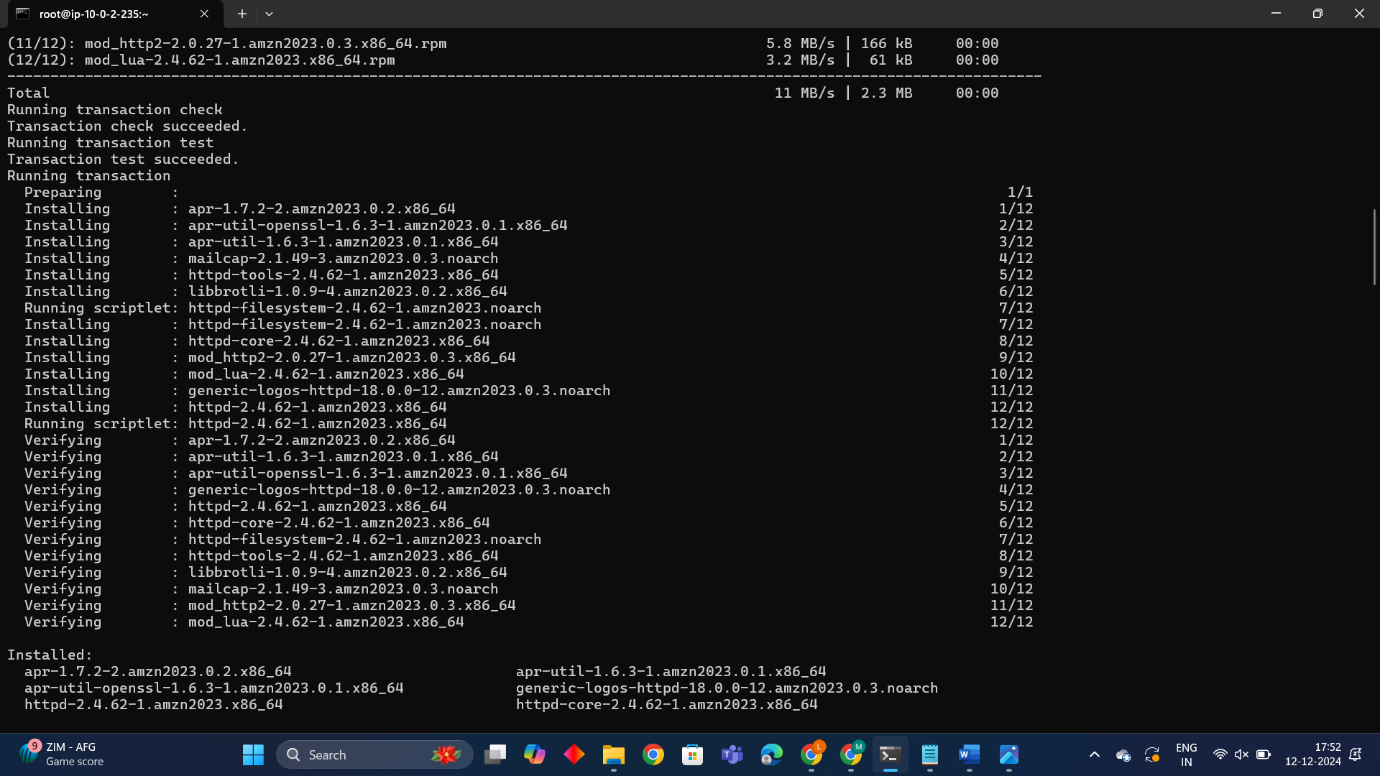 root@ip-10-0-2-235:~
(11/12): mod_http2-2.0.27-1.amzn2023.0.3.x86_64.rpm 5.8 MB/s | 166 kB 00:00
(12/12): mod_lua-2.4.62-1.amzn2023.x86_64.rpm 3.2 MB/s | 61 kB 00:00
--------------------------------------------------------------------------------
Total 11 MB/s | 2.3 MB 00:00
Running transaction check
Transaction check succeeded.
Running transaction test
Transaction test succeeded.
Running transaction
Preparing : 1/1
Installing : apr-1.7.2-2.amzn2023.0.2.x86_64 1/12
Installing : apr-util-openssl-1.6.3-1.amzn2023.0.1.x86_64 2/12
Installing : apr-util-1.6.3-1.amzn2023.0.1.x86_64 3/12
Installing : mailcap-2.1.49-3.amzn2023.0.3.noarch 4/12
Installing : httpd-tools-2.4.62-1.amzn2023.x86_64 5/12
Installing : libbrotli-1.0.9-4.amzn2023.0.2.x86_64 6/12
Running scriptlet: httpd-filesystem-2.4.62-1.amzn2023.noarch 7/12
Installing : httpd-filesystem-2.4.62-1.amzn2023.noarch 7/12
Installing : httpd-core-2.4.62-1.amzn2023.x86_64 8/12
Installing : mod_http2-2.0.27-1.amzn2023.0.3.x86_64 9/12
Installing : mod_lua-2.4.62-1.amzn2023.x86_64 10/12
Installing : generic-logos-httpd-18.0.0-12.amzn2023.0.3.noarch 11/12
Installing : httpd-2.4.62-1.amzn2023.x86_64 12/12
Running scriptlet: httpd-2.4.62-1.amzn2023.x86_64 12/12
Verifying : apr-1.7.2-2.amzn2023.0.2.x86_64 1/12
Verifying : apr-util-1.6.3-1.amzn2023.0.1.x86_64 2/12
Verifying : apr-util-openssl-1.6.3-1.amzn2023.0.1.x86_64 3/12
Verifying : generic-logos-httpd-18.0.0-12.amzn2023.0.3.noarch 4/12
Verifying : httpd-2.4.62-1.amzn2023.x86_64 5/12
Verifying : httpd-core-2.4.62-1.amzn2023.x86_64 6/12
Verifying : httpd-filesystem-2.4.62-1.amzn2023.noarch 7/12
Verifying : httpd-tools-2.4.62-1.amzn2023.x86_64 8/12
Verifying : libbrotli-1.0.9-4.amzn2023.0.2.x86_64 9/12
Verifying : mailcap-2.1.49-3.amzn2023.0.3.noarch 10/12
Verifying : mod_http2-2.0.27-1.amzn2023.0.3.x86_64 11/12
Verifying : mod_lua-2.4.62-1.amzn2023.x86_64 12/12
Installed:
apr-1.7.2-2.amzn2023.0.2.x86_64 apr-util-1.6.3-1.amzn2023.0.1.x86_64
apr-util-openssl-1.6.3-1.amzn2023.0.1.x86_64 generic-logos-httpd-18.0.0-12.amzn2023.0.3.noarch
httpd-2.4.62-1.amzn2023.x86_64 httpd-core-2.4.62-1.amzn2023.x86_64
9 ZIM - AFG
Game score
Search
L
M
ENG
IN
17:52
12-12-2024